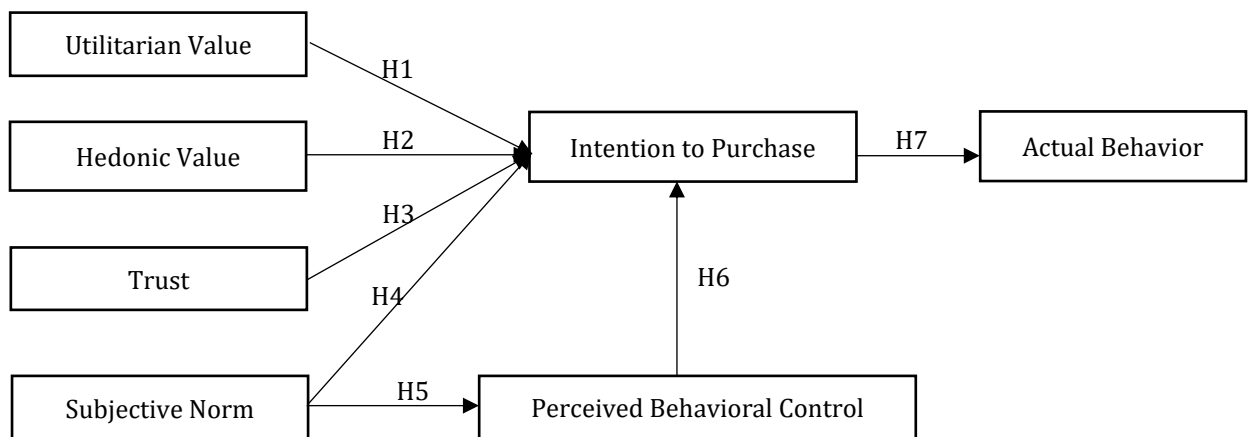 Utilitarian Value
H1
Hedonic Value
H2
Intention to Purchase
H7
Actual Behavior
H3
Trust
H4
H6
Subjective Norm
H5
Perceived Behavioral Control